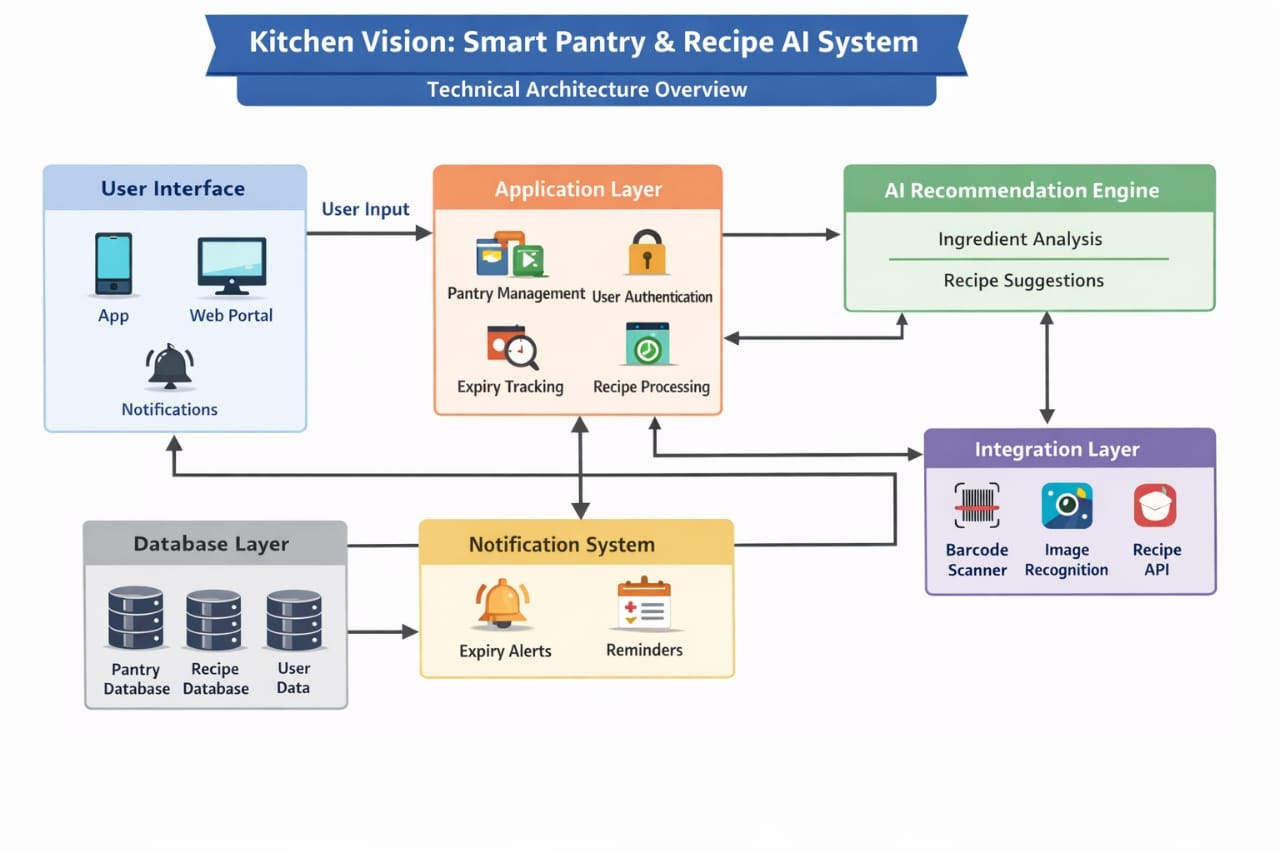 Kitchen Vision: Smart Pantry & Recipe AI System
Technical Architecture Overview
User Interface
App
Web Portal
Notifications
User Input
Application Layer
Pantry Management
User Authentication
Expiry Tracking
Recipe Processing
AI Recommendation Engine
Ingredient Analysis
Recipe Suggestions
Integration Layer
Barcode
Scanner
Image
Recognition
Recipe
API
Database Layer
Pantry
Database
Recipe
Database
User
Data
Notification System
Expiry Alerts
Reminders